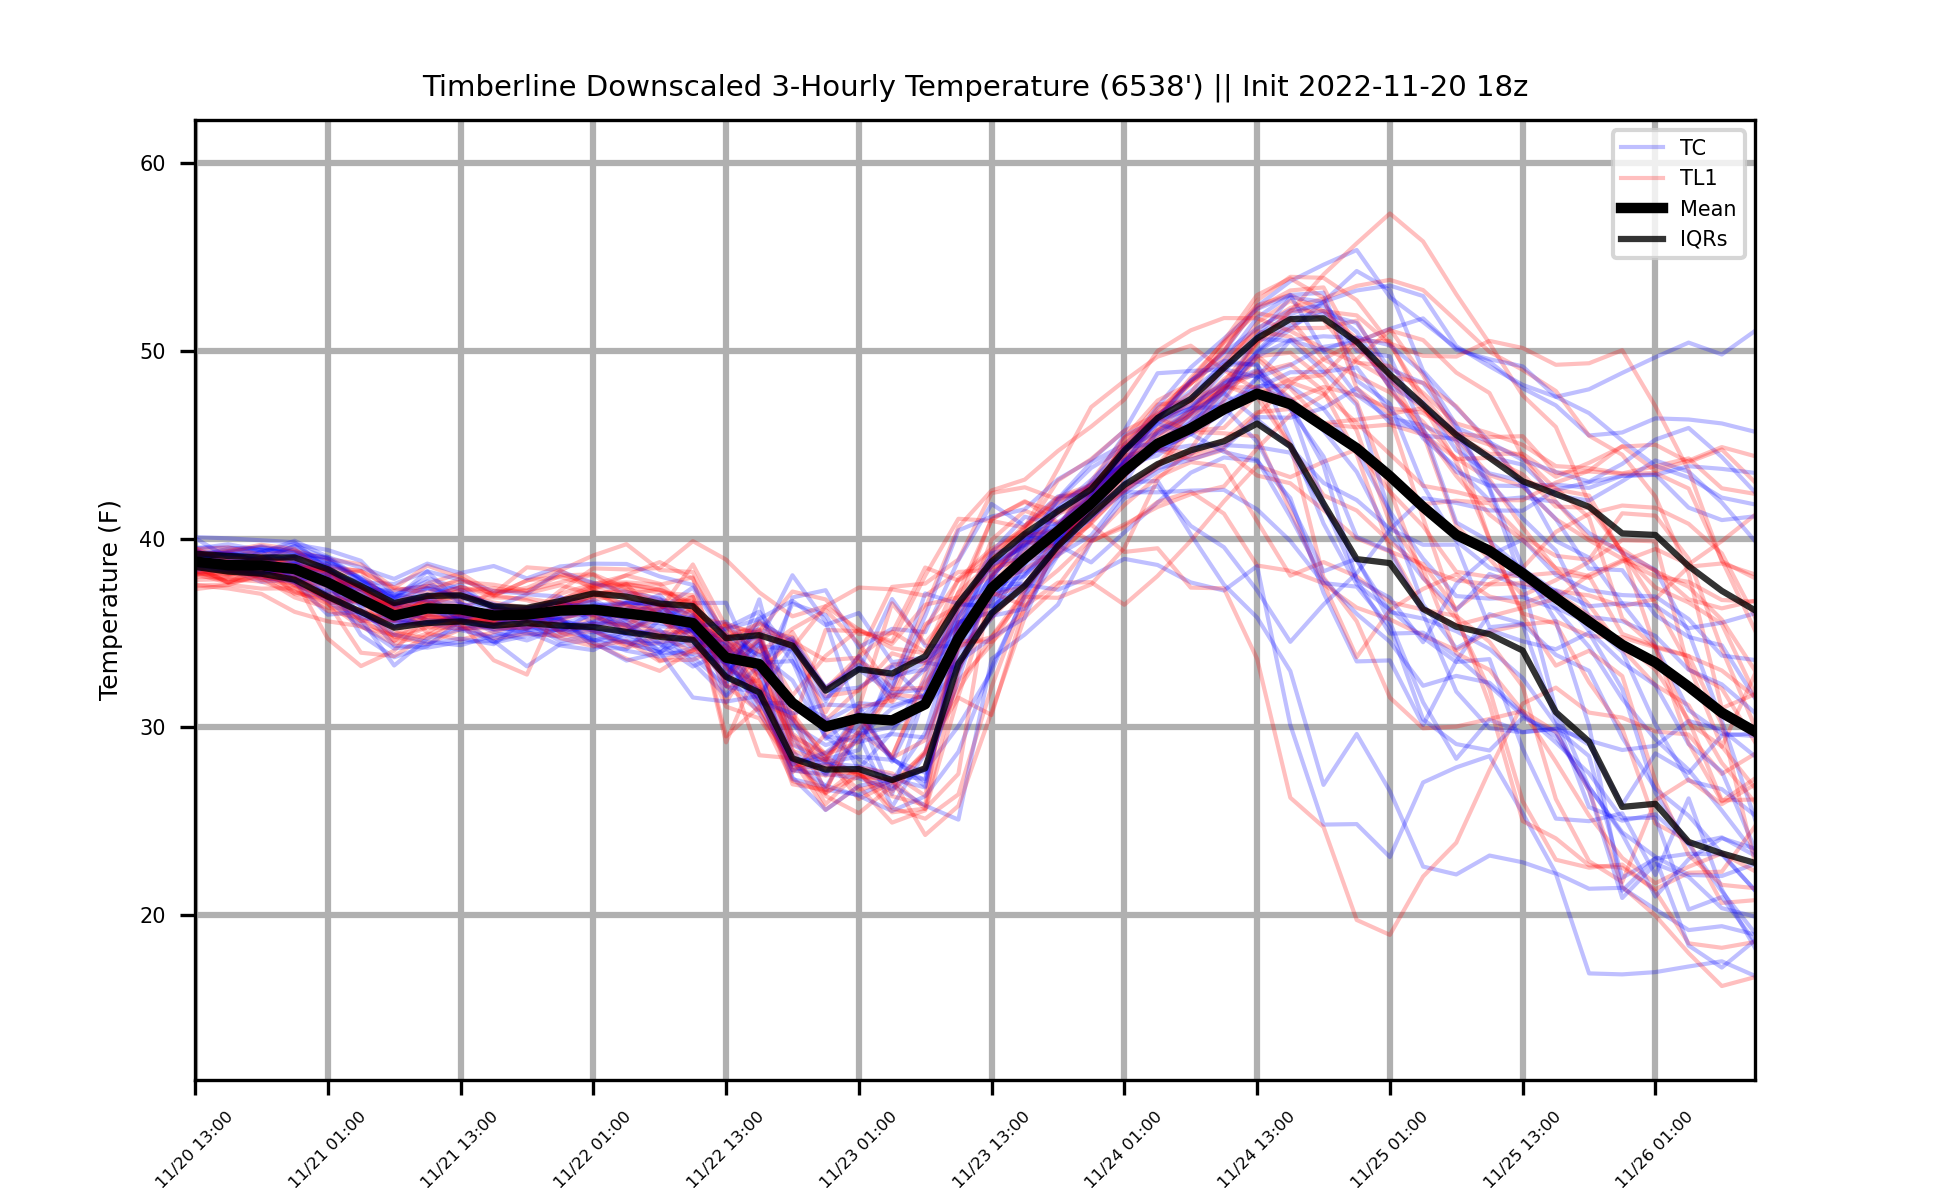 Timberline Downscaled 3-Hourly Temperature (6538') || Init 2022-11-20 18z
TC
TL1
Mean
IQRs
Temperature (F)
60
50
40
30
20
11/20 13:00
11/21 01:00
11/21 13:00
11/22 01:00
11/22 13:00
11/23 01:00
11/23 13:00
11/24 01:00
11/24 13:00
11/25 01:00
11/25 13:00
11/26 01:00